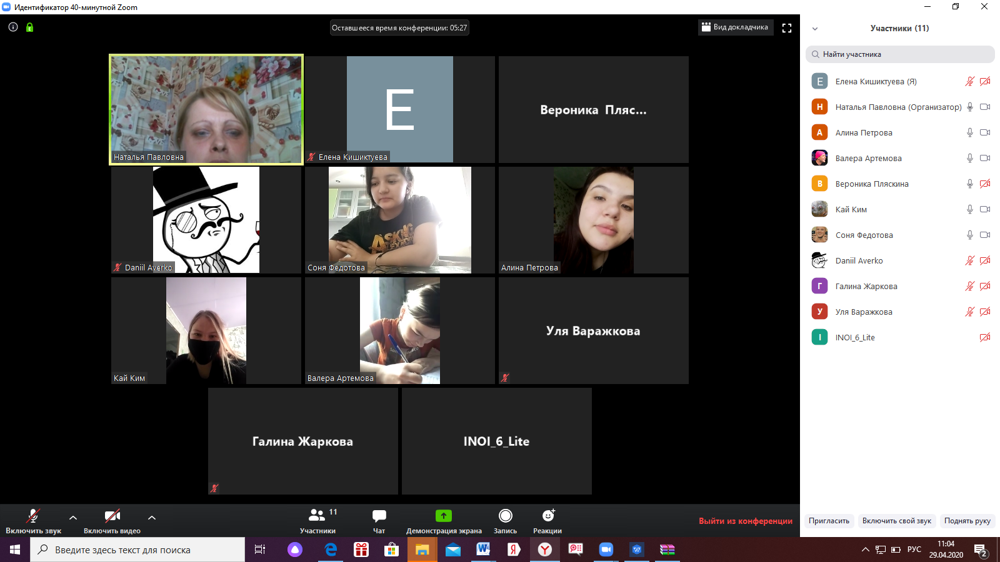 Идентификатор 40-минутной Zoom
Оставшееся время конференции: 05:27
Вид докладчика
Участники (11)
Найти участника
Наталья Павловна
E
Елена Кишиктуева
Вероника Пляс...
Daniil Averko
ASKING
Соня Федотова
Алина Петрова
Кай Ким
Валера Артемова
Уля Варажкова
Галина Жаркова
INOI_6_Lite
E Елена Кишиктуева (Я)
Н Наталья Павловна (Организатор)
А Алина Петрова
Валера Артемова
В Вероника Пляскина
Кай Ким
Соня Федотова
Daniil Averko
Г Галина Жаркова
У Уля Варажкова
I INOI_6_Lite
Включить звук
Включить видео
Участники
11
Чат
Демонстрация экрана
Запись
Реакции
Выйти из конференции
Пригласить
Включить свой звук
Поднять руку
Введите здесь текст для поиска
РУС
11:04
29.04.2020
2